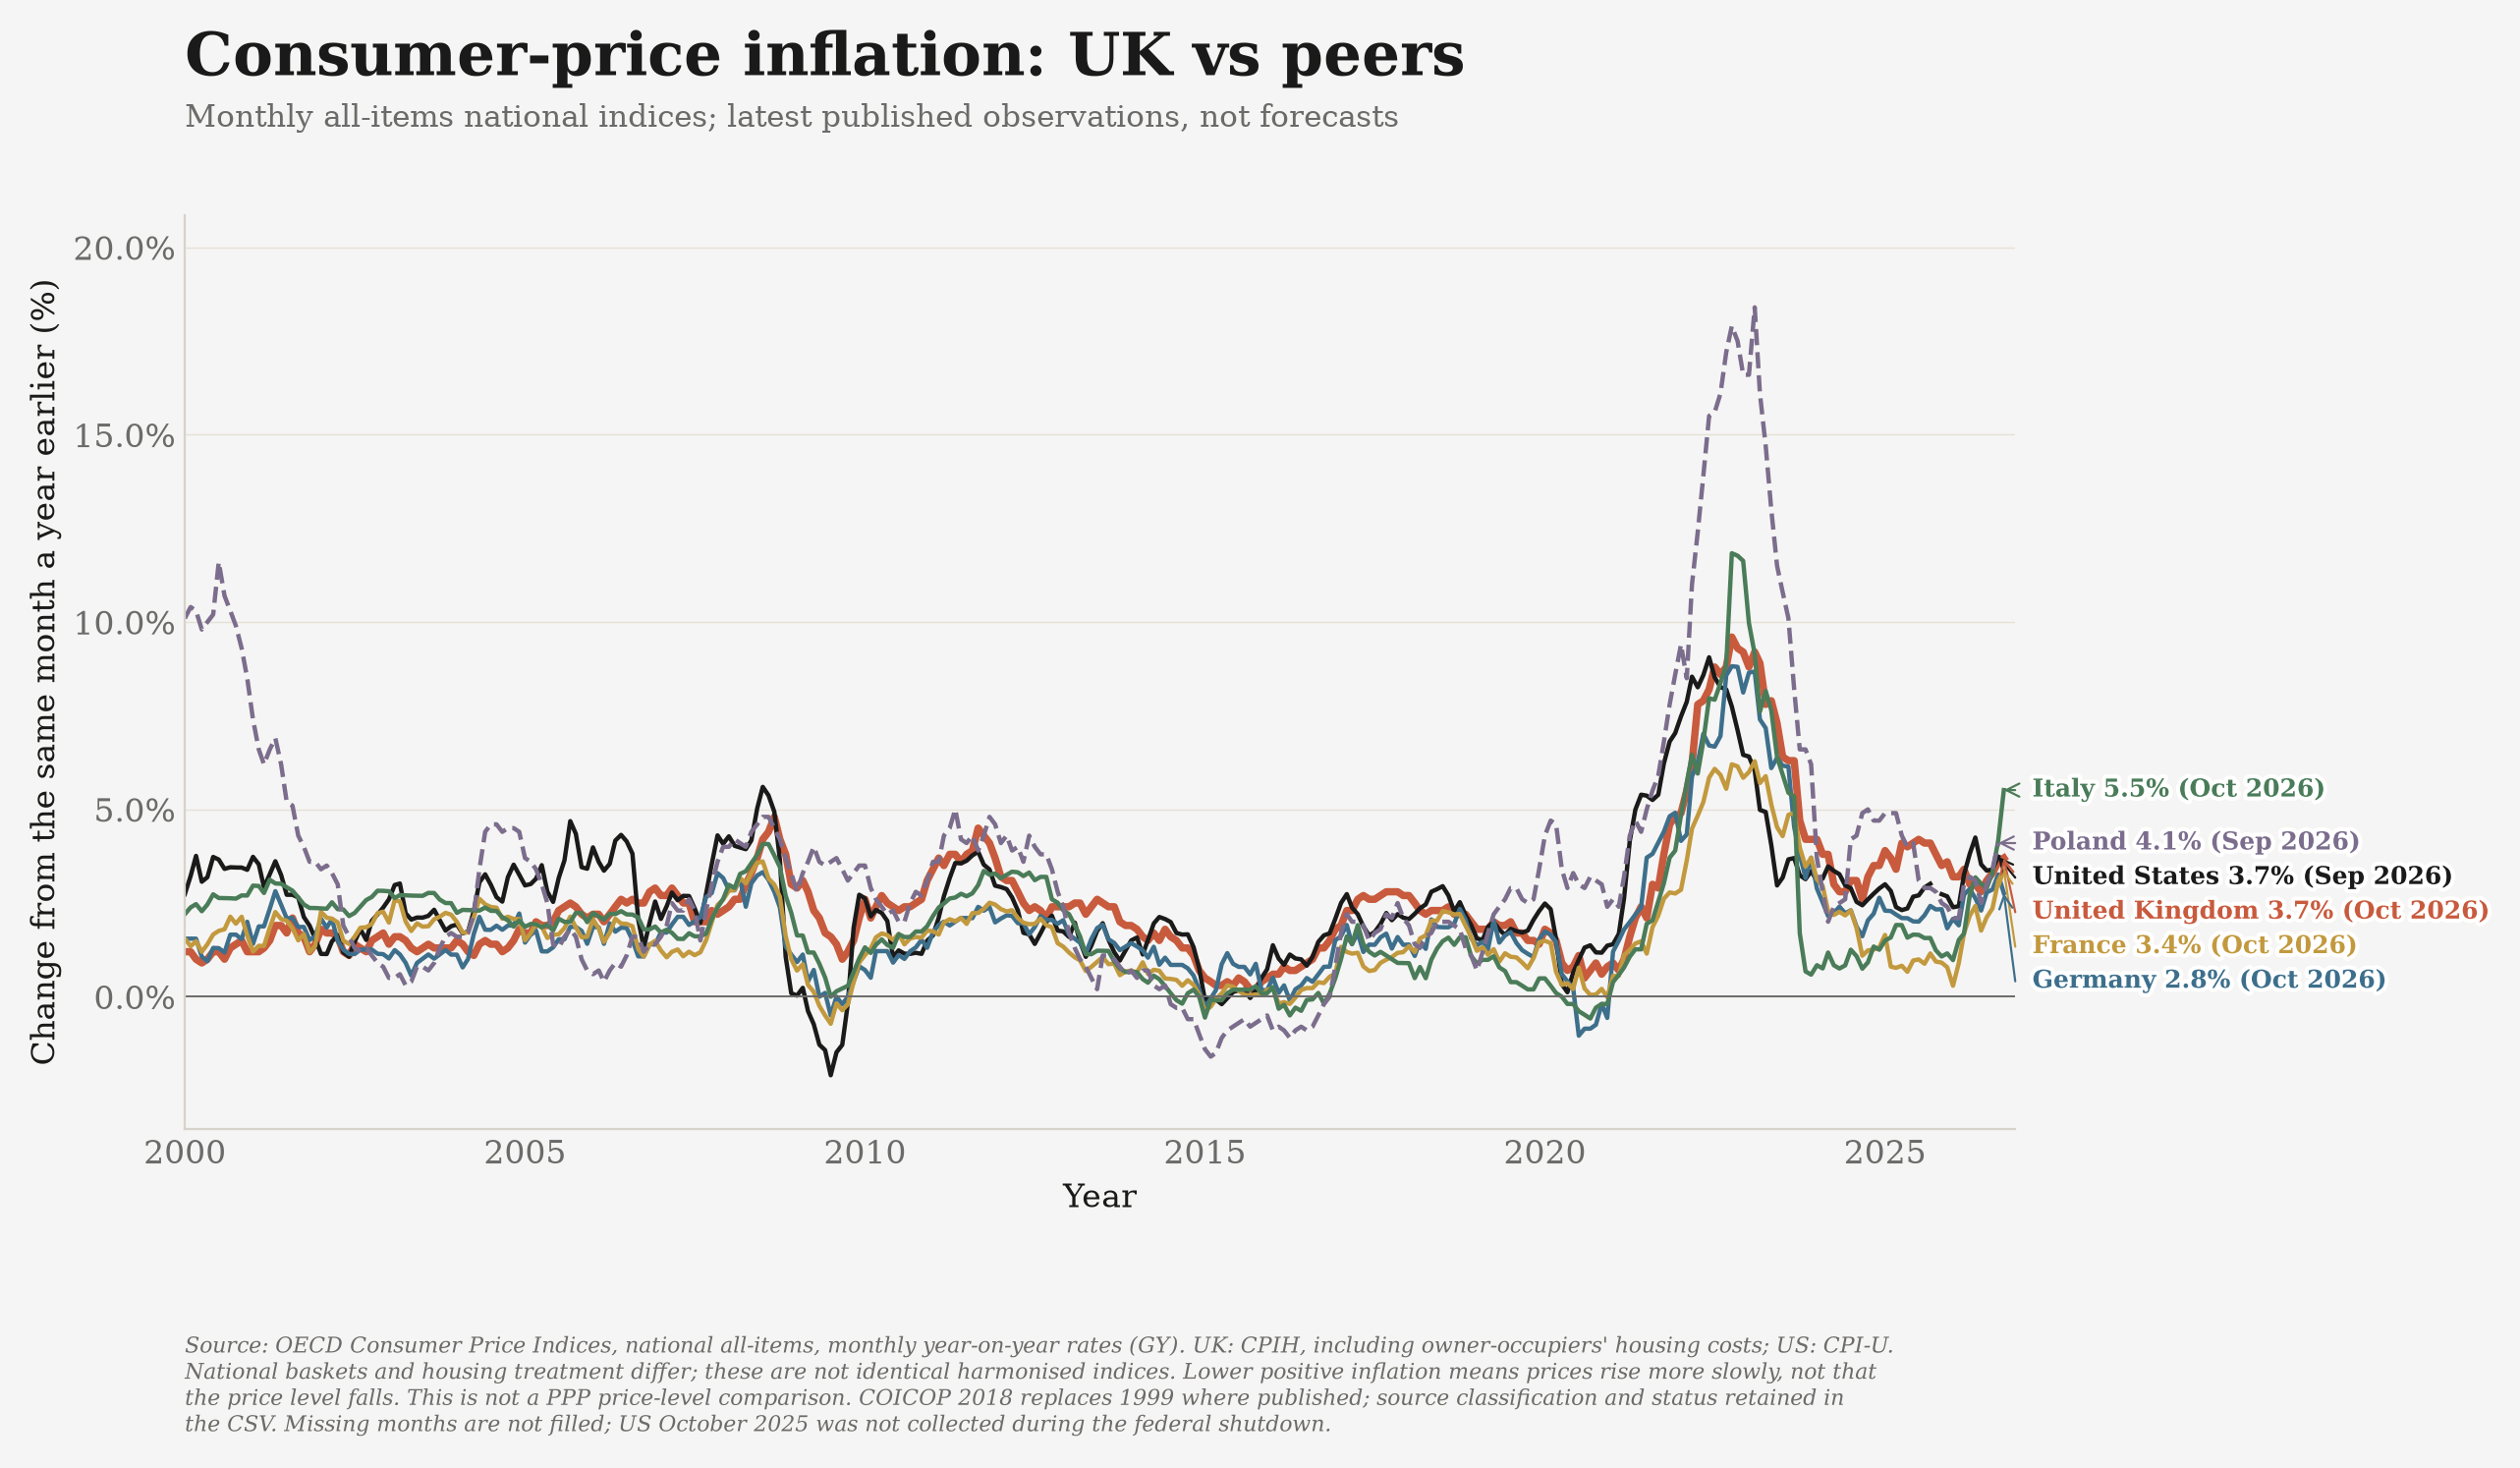 Consumer-price inflation: UK vs peers
Monthly all-items national indices; latest published observations, not forecasts
Change from the same month a year earlier (%)
20.0%
15.0%
10.0%
5.0%
0.0%
Italy 5.5% (Oct 2026)
Poland 4.1% (Sep 2026)
United States 3.7% (Sep 2026)
United Kingdom 3.7% (Oct 2026)
France 3.4% (Oct 2026)
Germany 2.8% (Oct 2026)
2000 2005 2010 2015 2020 2025
Year
Source: OECD Consumer Price Indices, national all-items, monthly year-on-year rates (GY). UK: CPIH, including owner-occupiers' housing costs; US: CPI-U.
National baskets and housing treatment differ; these are not identical harmonised indices. Lower positive inflation means prices rise more slowly, not that
the price level falls. This is not a PPP price-level comparison. COICOP 2018 replaces 1999 where published; source classification and status retained in
the CSV. Missing months are not filled; US October 2025 was not collected during the federal shutdown.